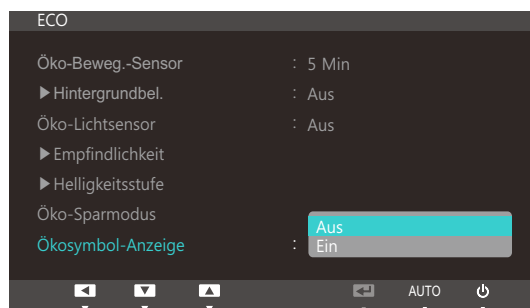 ECO
Öko-Beweg.-Sensor : 5 Min
▶Hintergrundbel. : Aus
Öko-Lichtsensor : Aus
▶Empfindlichkeit
▶Helligkeitsstufe
Öko-Sparmodus
Aus
Ökosymbol-Anzeige : Ein
AUTO